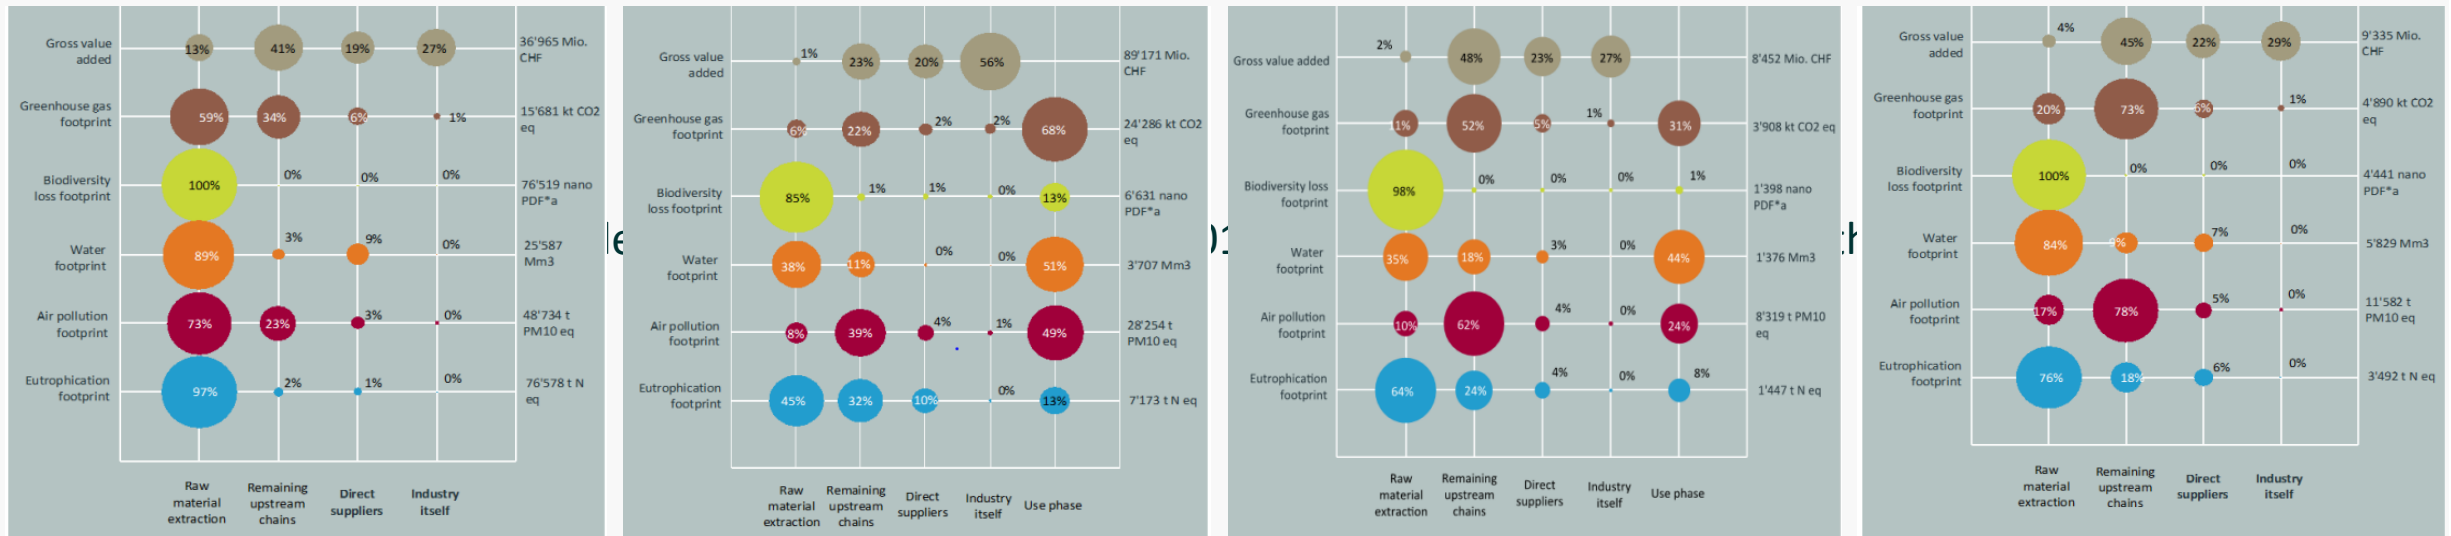 Gross value
added
13%
41%
19%
27%
36'965 Mio.
CHF
Greenhouse gas
footprint
59%
34%
6%
1%
15'681 kt CO2
eq
Biodiversity
loss footprint
100%
0%
0%
0%
76'519 nano
PDF*a
Water
footprint
89%
3%
9%
0%
25'587
Mm3
Air pollution
footprint
73%
23%
3%
0%
48'734 t
PM10 eq
Eutrophication
footprint
97%
2%
1%
0%
76'578 t N
eq
Raw
material
extraction
Remaining
upstream
chains
Direct
suppliers
Industry
itself
Gross value
added
1%
23%
20%
56%
89'171 Mio.
CHF
Greenhouse gas
footprint
6%
22%
2%
2%
68%
24'286 kt CO2
eq
Biodiversity
loss footprint
85%
1%
1%
0%
13%
6'631 nano
PDF*a
Water
footprint
38%
11%
0%
0%
51%
3'707 Mm3
Air pollution
footprint
8%
39%
4%
1%
49%
28'254 t
PM10 eq
Eutrophication
footprint
45%
32%
10%
0%
13%
7'173 t N eq
Raw
material
extraction
Remaining
upstream
chains
Direct
suppliers
Industry
itself
Use phase
Gross value added
2%
48%
23%
27%
8'452 Mio. CHF
Greenhouse gas
footprint
52%
5%
1%
31%
3'908 kt CO2 eq
Biodiversity loss
footprint
98%
0%
0%
0%
1%
1'398 nano
PDF*a
Water
footprint
35%
18%
3%
0%
44%
1'376 Mm3
Air pollution
footprint
10%
62%
4%
0%
24%
8'319 t PM10
eq
Eutrophication
footprint
64%
24%
4%
0%
8%
1'447 t N eq
Raw
material
extraction
Remaining
upstream
chains
Direct
suppliers
Industry
itself
Use phase
Gross value
added
4%
45%
22%
29%
9'335 Mio.
CHF
Greenhouse gas
footprint
20%
73%
6%
1%
4'890 kt CO2
eq
Biodiversity
loss footprint
100%
0%
0%
0%
4'441 nano
PDF*a
Water
footprint
84%
9%
7%
0%
5'829 Mm3
Air pollution
footprint
17%
78%
5%
0%
11'582 t
PM10 eq
Eutrophication
footprint
76%
18%
6%
0%
3'492 t N eq
Raw
material
extraction
Remaining
upstream
chains
Direct
suppliers
Industry
itself